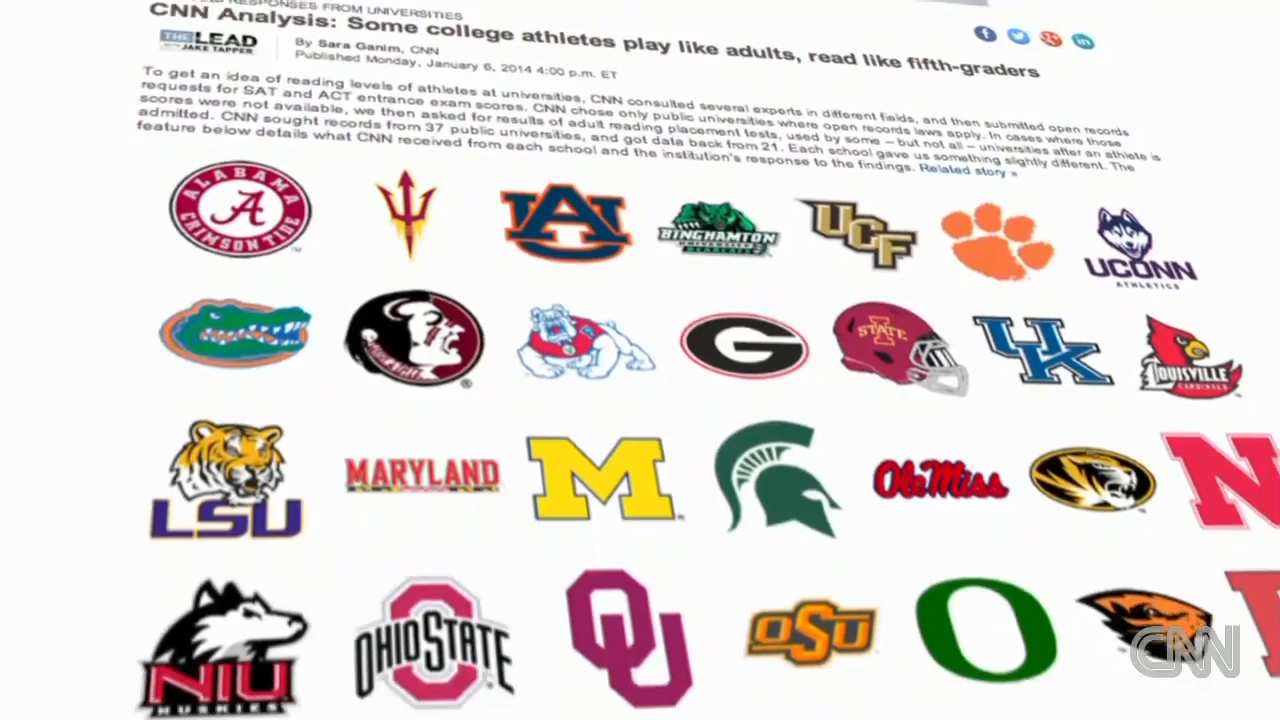 AND RESPONSES FROM UNIVERSITIES
CNN Analysis: Some college athletes play like adults, read like fifth-graders
THE LEAD
WITH JAKE TAPPER
By Sara Ganim, CNN
Published Monday, January 6, 2014 4:00 p.m. ET
To get an idea of reading levels of athletes at universities, CNN consulted several experts in different fields, and then submitted open records
requests for SAT and ACT entrance exam scores. CNN chose only public universities where open records laws apply. In cases where those
scores were not available, we then asked for results of adult reading placement tests, used by some – but not all – universities after an athlete is
admitted. CNN sought records from 37 public universities, and got data back from 21. Each school gave us something slightly different. The
feature below details what CNN received from each school and the institution's response to the findings. Related story »
ALABAMA A CRIMSON TIDE
AU
BINGHAMTON
UNIVERSITY
BEARCATS
UCF
UCONN
ATHLETICS
G
I STATE
UK
LOUISVILLE
CARDINALS
LSU
MARYLAND
M
Ole Miss
N
NIU
HUSKIES
OHIO STATE
OU
OSU
O
CNN